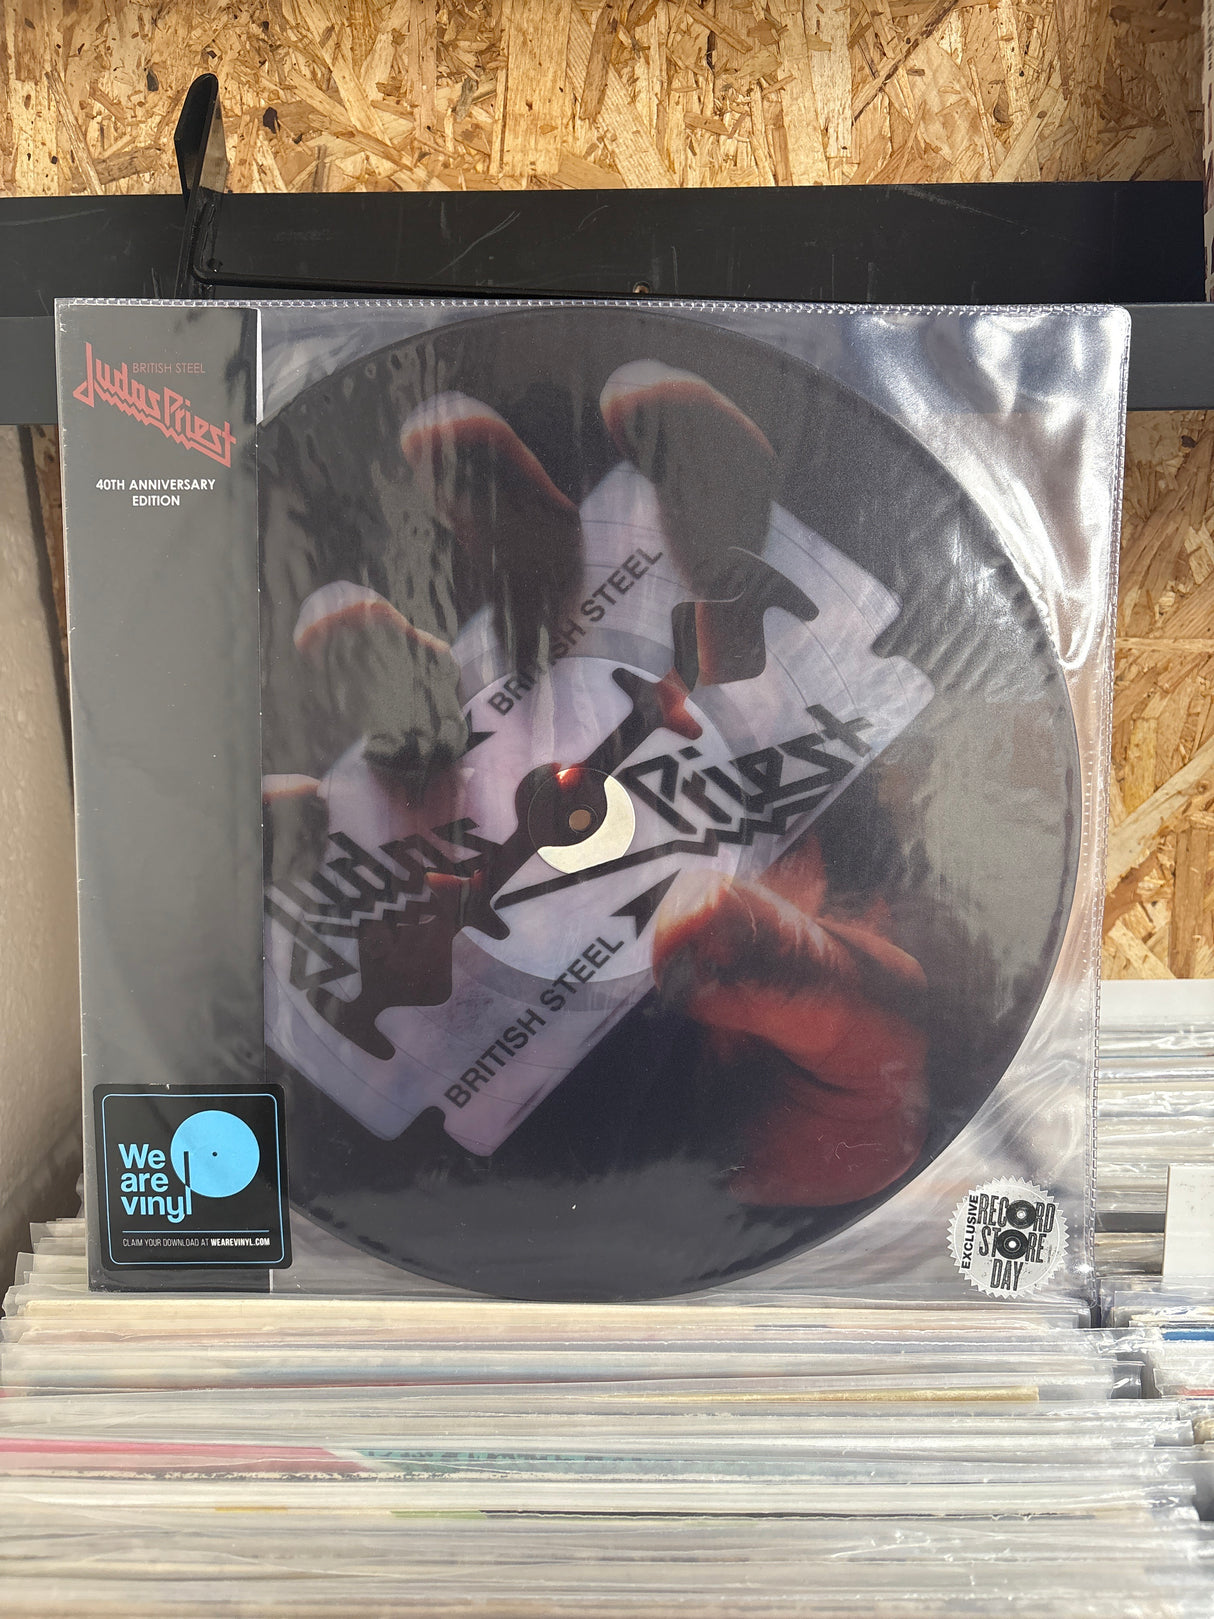 BRITISH STEEL
Judas Priest
40TH ANNIVERSARY
EDITION
BRITISH STEEL
Judas Priest
BRITISH STEEL
We
are
vinyl
CLAIM YOUR DOWNLOAD AT WEAREVINYL.COM
EXCLUSIVE
RECORD
STORE
DAY